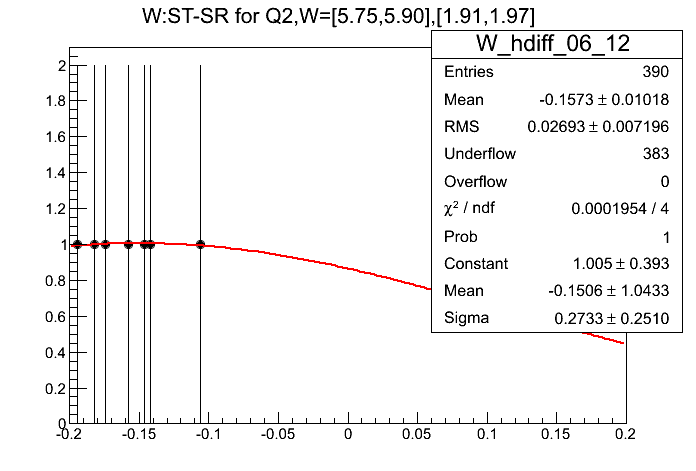 W:ST-SR for Q2,W=[5.75,5.90],[1.91,1.97]
W_hdiff_06_12
Entries 390
Mean -0.1573 ± 0.01018
RMS 0.02693 ± 0.007196
Underflow 383
Overflow 0
χ² / ndf 0.0001954 / 4
Prob 1
Constant 1.005 ± 0.393
Mean -0.1506 ± 1.0433
Sigma 0.2733 ± 0.2510
2
1.8
1.6
1.4
1.2
1
0.8
0.6
0.4
0.2
0
-0.2 -0.15 -0.1 -0.05 0 0.05 0.1 0.15 0.2